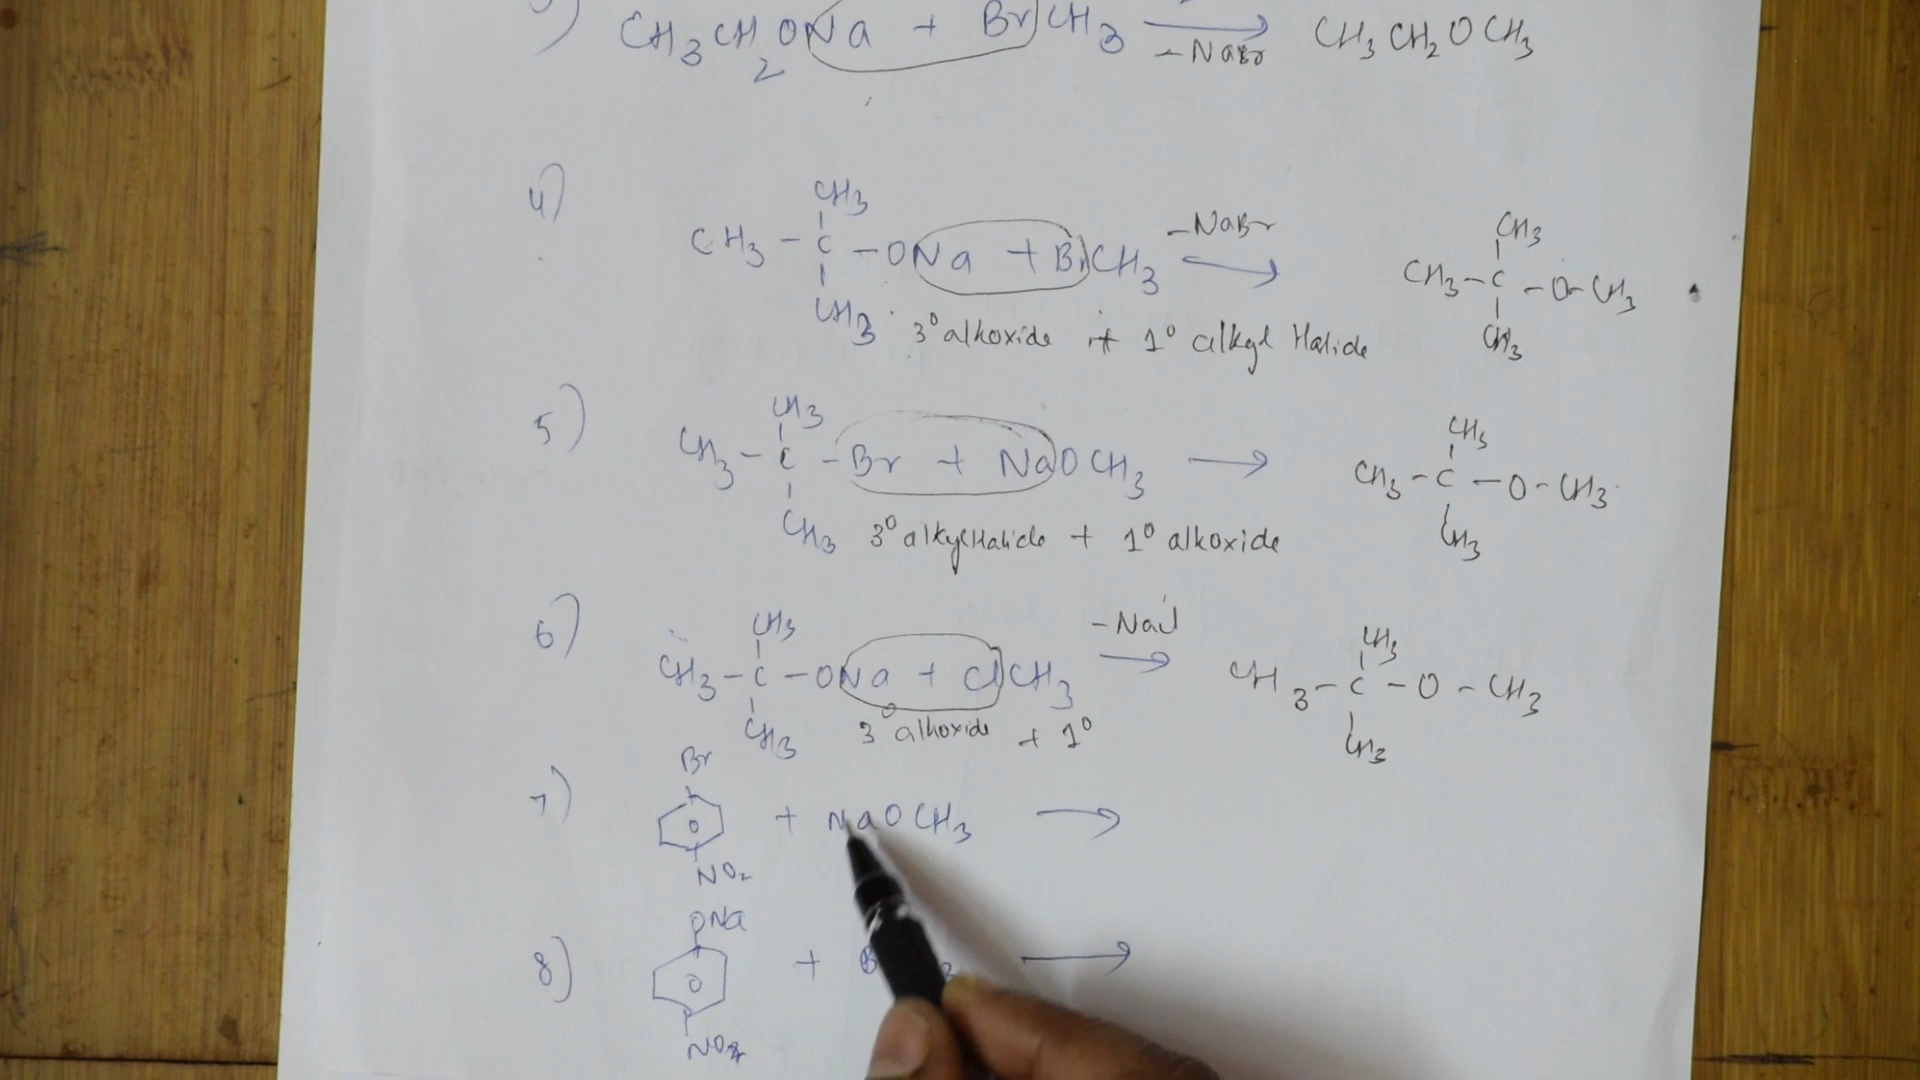 3) CH3CH2ONa + BrCH3 → CH3CH2OCH3
-NaBr
4)
CH3
CH3 - C - ONa + BrCH3 →
CH3
-NaBr
CH3
CH3 - C - O - CH3
CH3
3° alkoxide + 1° alkyl Halide
5)
CH3
CH3 - C - Br + NaOCH3 →
CH3
CH3
CH3 - C - O - CH3
CH3
3° alkylHalide + 1° alkoxide
6)
CH3
CH3 - C - ONa + ClCH3 →
CH3
-NaCl
CH3
CH3 - C - O - CH3
CH3
3° alkoxide + 1°
7)
Br
+ NaOCH3 →
NO2
8)
ONa
+ B 3 →
NO2